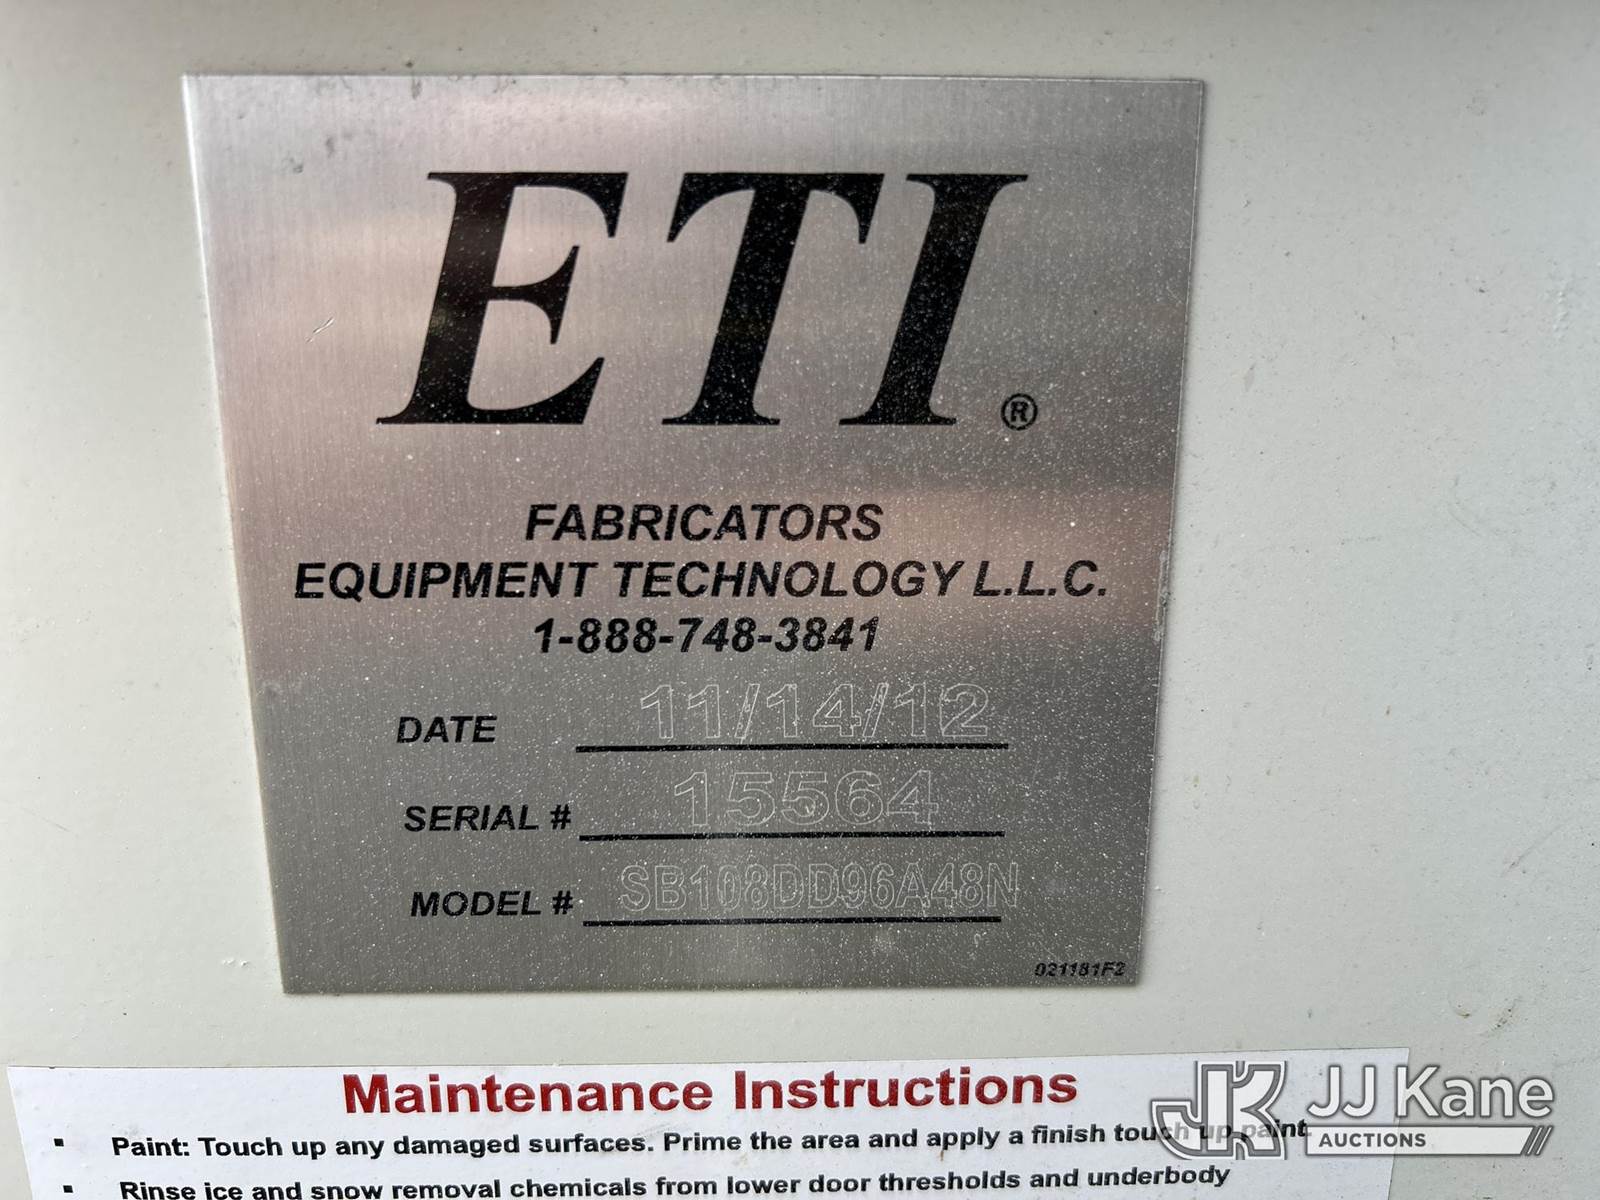 ETI®
FABRICATORS
EQUIPMENT TECHNOLOGY L.L.C.
1-888-748-3841
DATE 11/14/12
SERIAL # 15564
MODEL # SB108DD96A48N
021181F2
Maintenance Instructions
▪ Paint: Touch up any damaged surfaces. Prime the area and apply a finish touch up paint.
▪ Rinse ice and snow removal chemicals from lower door thresholds and underbody
JK JJ Kane
AUCTIONS